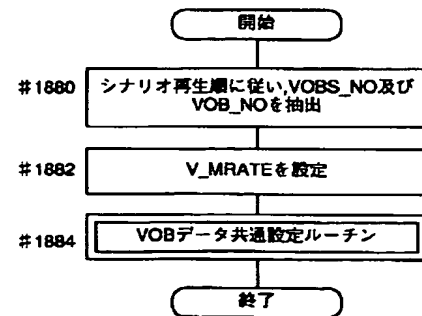 開始
#1880
シナリオ再生順に従い,VOBS_NO及び
VOB_NOを抽出
#1882
V_MRATEを設定
#1884
VOBデータ共通設定ルーチン
終了